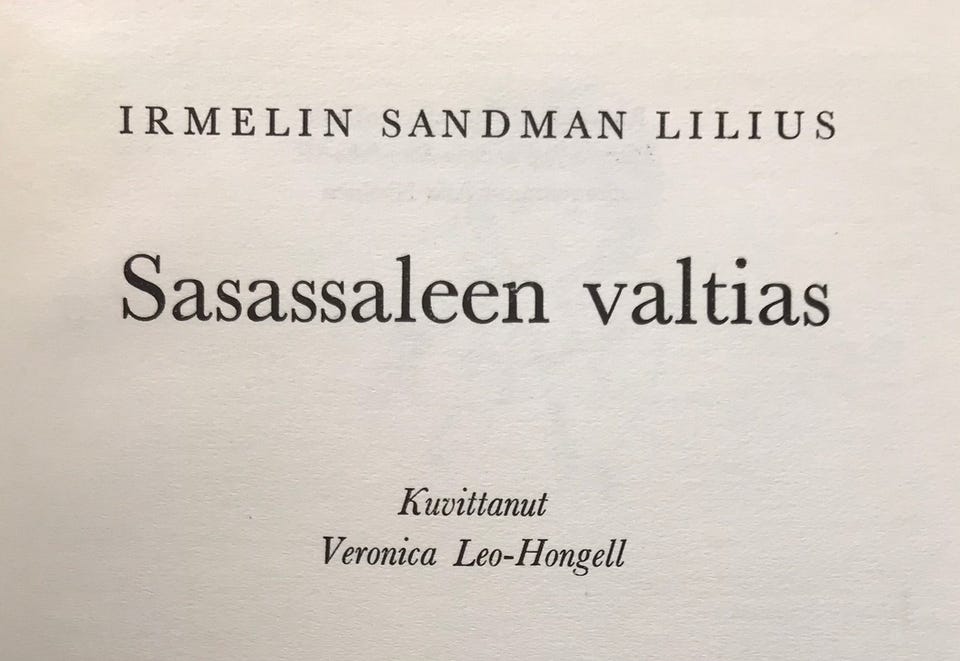 IRMELIN SANDMAN LILIUS
Sasassaleen valtias
Kuvittanut
Veronica Leo-Hongell